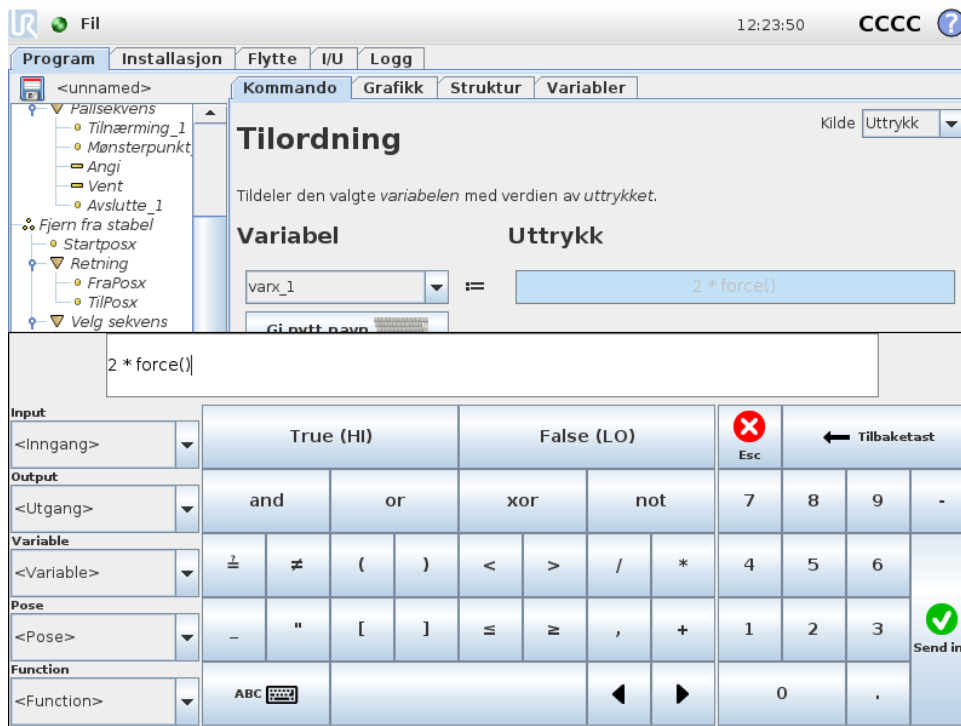 UR Fil 12:23:50 CCCC ?
Program Installasjon Flytte I/U Logg
<unnamed> Kommando Grafikk Struktur Variabler
Pallsekvens
Tilnærming_1
Mønsterpunkt_
Angi
Vent
Avslutte_1
Fjern fra stabel
Startposx
Retning
FraPosx
TilPosx
Velg sekvens
Kilde Uttrykk
Tilordning
Tildeler den valgte variabelen med verdien av uttrykket.
Variabel Uttrykk
varx_1 := 2 * force()
Gi nytt navn
2 * force()
Input
<Inngang>
Output
<Utgang>
Variable
<Variable>
Pose
<Pose>
Function
<Function>
True (HI) False (LO) Esc Tilbaketast
and or xor not 7 8 9 -
≟ ≠ ( ) < > / * 4 5 6
_ " [ ] ≤ ≥ , + 1 2 3 Send in
ABC 0 .